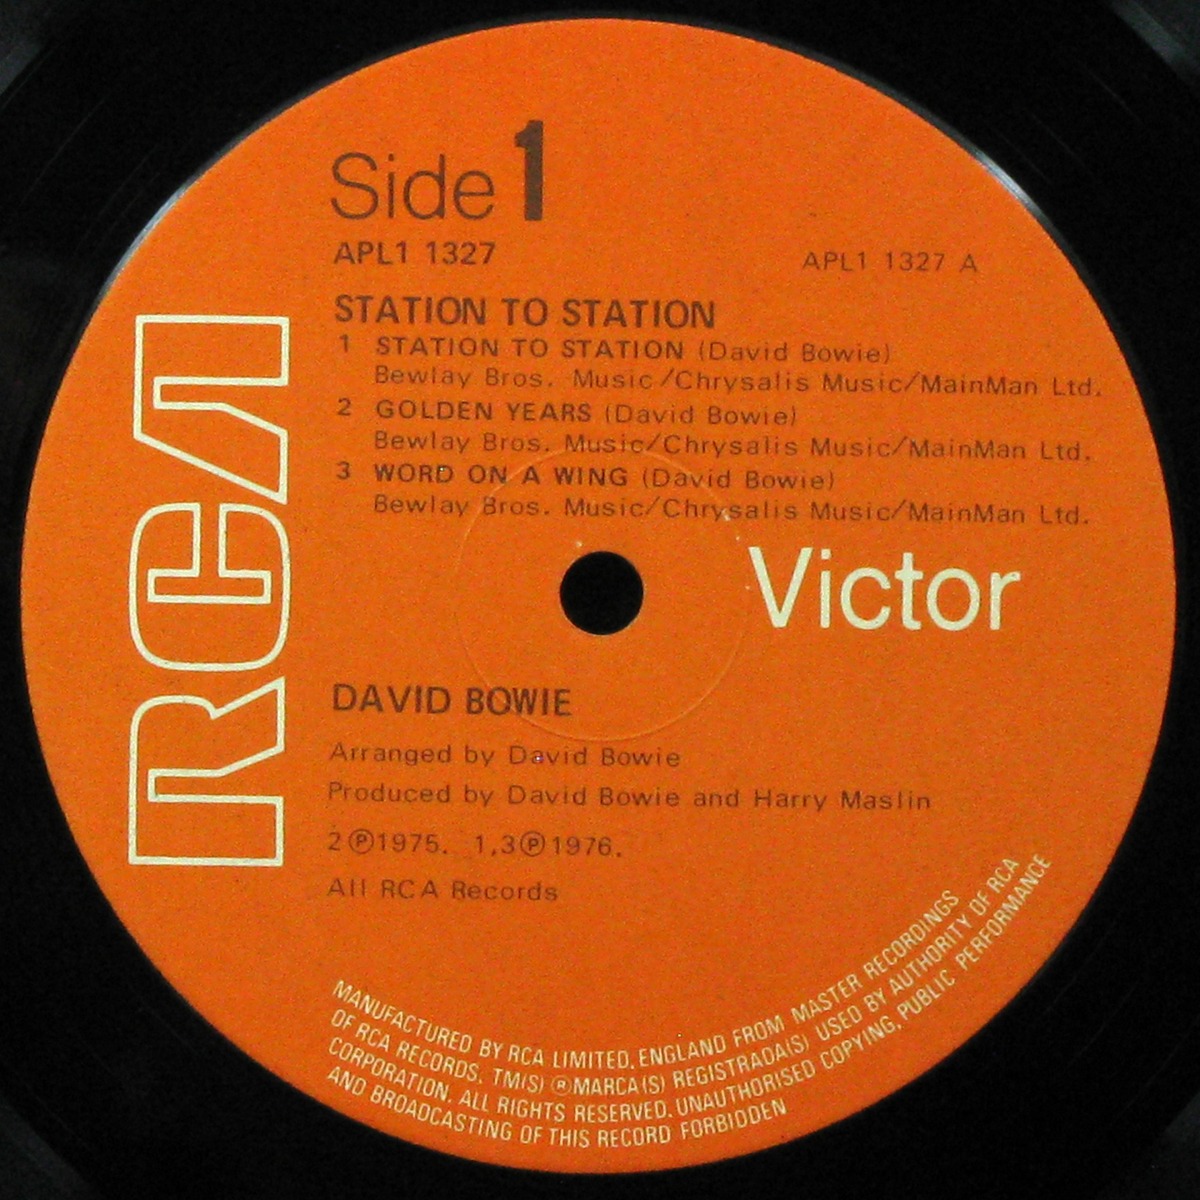 Side 1
APL1 1327
APL1 1327 A
STATION TO STATION
1 STATION TO STATION (David Bowie)
Bewlay Bros. Music/Chrysalis Music/MainMan Ltd.
2 GOLDEN YEARS (David Bowie)
Bewlay Bros. Music/Chrysalis Music/MainMan Ltd.
3 WORD ON A WING (David Bowie)
Bewlay Bros. Music/Chrysalis Music/MainMan Ltd.
RCA
Victor
DAVID BOWIE
Arranged by David Bowie
Produced by David Bowie and Harry Maslin
2 ℗1975. 1,3℗1976.
All RCA Records
MANUFACTURED BY RCA LIMITED, ENGLAND FROM MASTER RECORDINGS
OF RCA RECORDS. TM(S) ® MARCA(S) REGISTRADA(S) USED BY AUTHORITY OF RCA
CORPORATION. ALL RIGHTS RESERVED. UNAUTHORISED COPYING, PUBLIC PERFORMANCE
AND BROADCASTING OF THIS RECORD FORBIDDEN